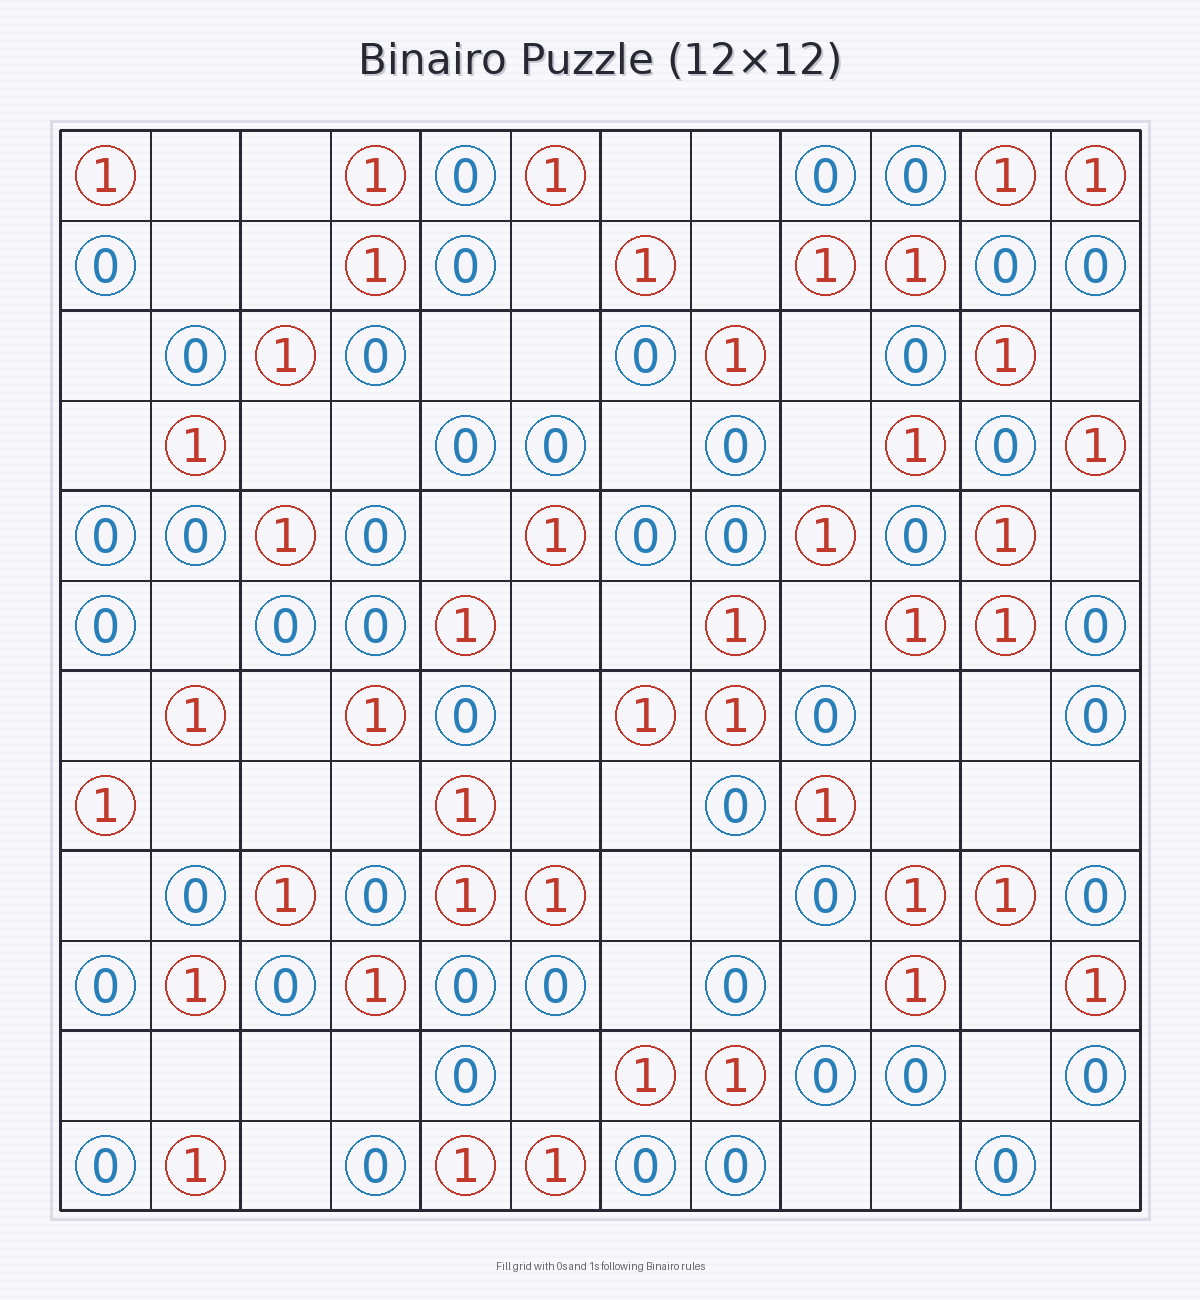 Binairo Puzzle (12×12)
1 1 0 1 0 0 1 1
0 1 0 1 1 1 0 0
0 1 0 0 1 0 1
1 0 0 0 1 0 1
0 0 1 0 1 0 0 1 0 1
0 0 0 1 1 1 1 0
1 1 0 1 1 0 0
1 1 0 1
0 1 0 1 1 0 1 1 0
0 1 0 1 0 0 0 1 1
0 1 1 0 0 0
0 1 0 1 1 0 0 0
Fill grid with 0s and 1s following Binairo rules